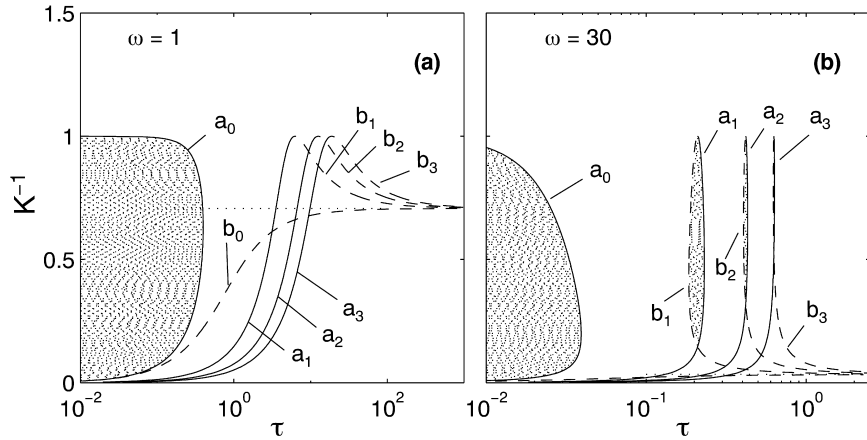 1.5
1
0.5
0
K⁻¹
ω = 1
(a)
a₀
b₀
a₁
a₂
a₃
b₁
b₂
b₃
10⁻²
10⁰
10²
τ
ω = 30
(b)
a₀
a₁
a₂
a₃
b₁
b₂
b₃
10⁻²
10⁻¹
10⁰
τ